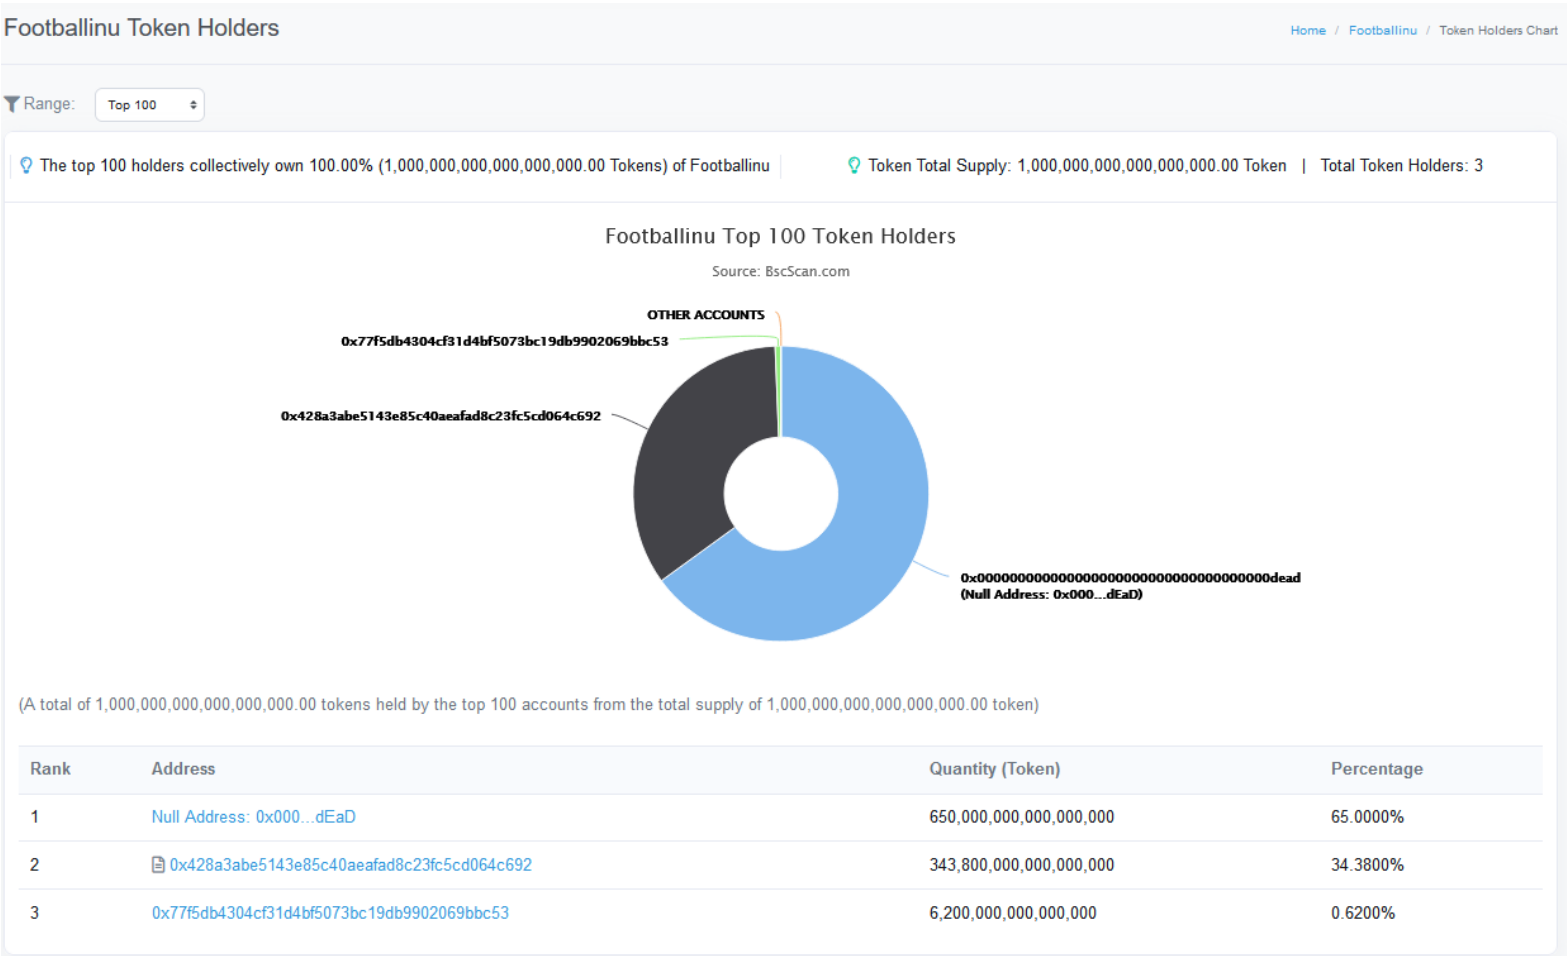 Footballinu Token Holders
Home / Footballinu / Token Holders Chart
Range: Top 100
The top 100 holders collectively own 100.00% (1,000,000,000,000,000,000.00 Tokens) of Footballinu
Token Total Supply: 1,000,000,000,000,000,000.00 Token | Total Token Holders: 3
Footballinu Top 100 Token Holders
Source: BscScan.com
OTHER ACCOUNTS
0x77f5db4304cf31d4bf5073bc19db9902069bbc53
0x428a3abe5143e85c40aeafad8c23fc5cd064c692
0x000000000000000000000000000000000000dead
(Null Address: 0x000...dEaD)
(A total of 1,000,000,000,000,000,000.00 tokens held by the top 100 accounts from the total supply of 1,000,000,000,000,000,000.00 token)
Rank Address Quantity (Token) Percentage
1 Null Address: 0x000...dEaD 650,000,000,000,000,000 65.0000%
2 0x428a3abe5143e85c40aeafad8c23fc5cd064c692 343,800,000,000,000,000 34.3800%
3 0x77f5db4304cf31d4bf5073bc19db9902069bbc53 6,200,000,000,000,000 0.6200%